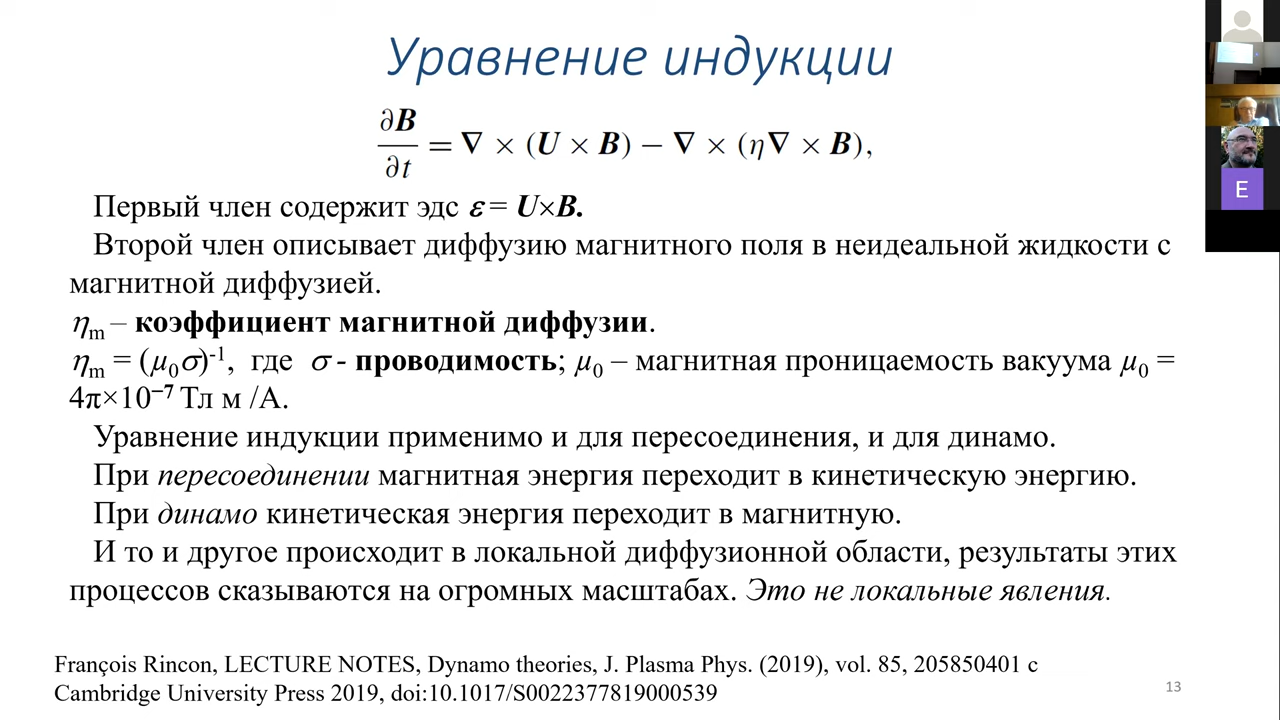 Уравнение индукции
∂B/∂t = ∇ × (U × B) − ∇ × (η∇ × B),
Первый член содержит эдс ε = U×B.
Второй член описывает диффузию магнитного поля в неидеальной жидкости с
магнитной диффузией.
ηm – коэффициент магнитной диффузии.
ηm = (μ0σ)-1, где σ - проводимость; μ0 – магнитная проницаемость вакуума μ0 =
4π×10−7 Тл м /А.
Уравнение индукции применимо и для пересоединения, и для динамо.
При пересоединении магнитная энергия переходит в кинетическую энергию.
При динамо кинетическая энергия переходит в магнитную.
И то и другое происходит в локальной диффузионной области, результаты этих
процессов сказываются на огромных масштабах. Это не локальные явления.
François Rincon, LECTURE NOTES, Dynamo theories, J. Plasma Phys. (2019), vol. 85, 205850401 c
Cambridge University Press 2019, doi:10.1017/S0022377819000539
13
E